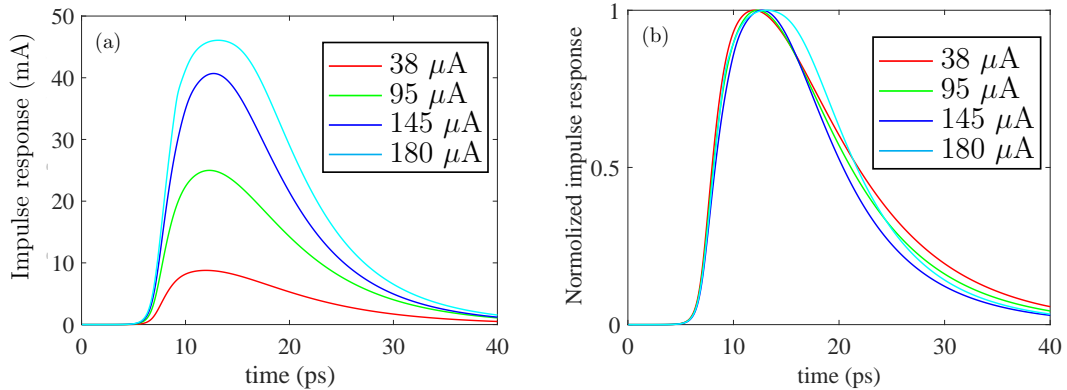 (a)
Impulse response (mA)
50
40
30
20
10
0
0 10 20 30 40
time (ps)
38 μA
95 μA
145 μA
180 μA
(b)
Normolized impulse response
1
0.5
0
0 10 20 30 40
time (ps)
38 μA
95 μA
145 μA
180 μA